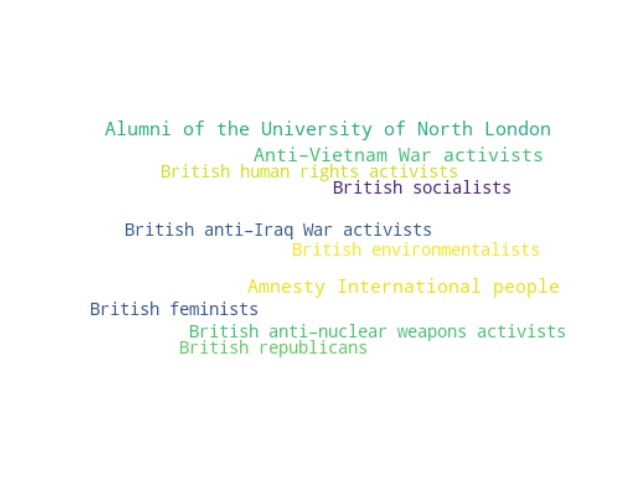 Alumni of the University of North London
Anti–Vietnam War activists
British human rights activists
British socialists
British anti–Iraq War activists
British environmentalists
Amnesty International people
British feminists
British anti–nuclear weapons activists
British republicans